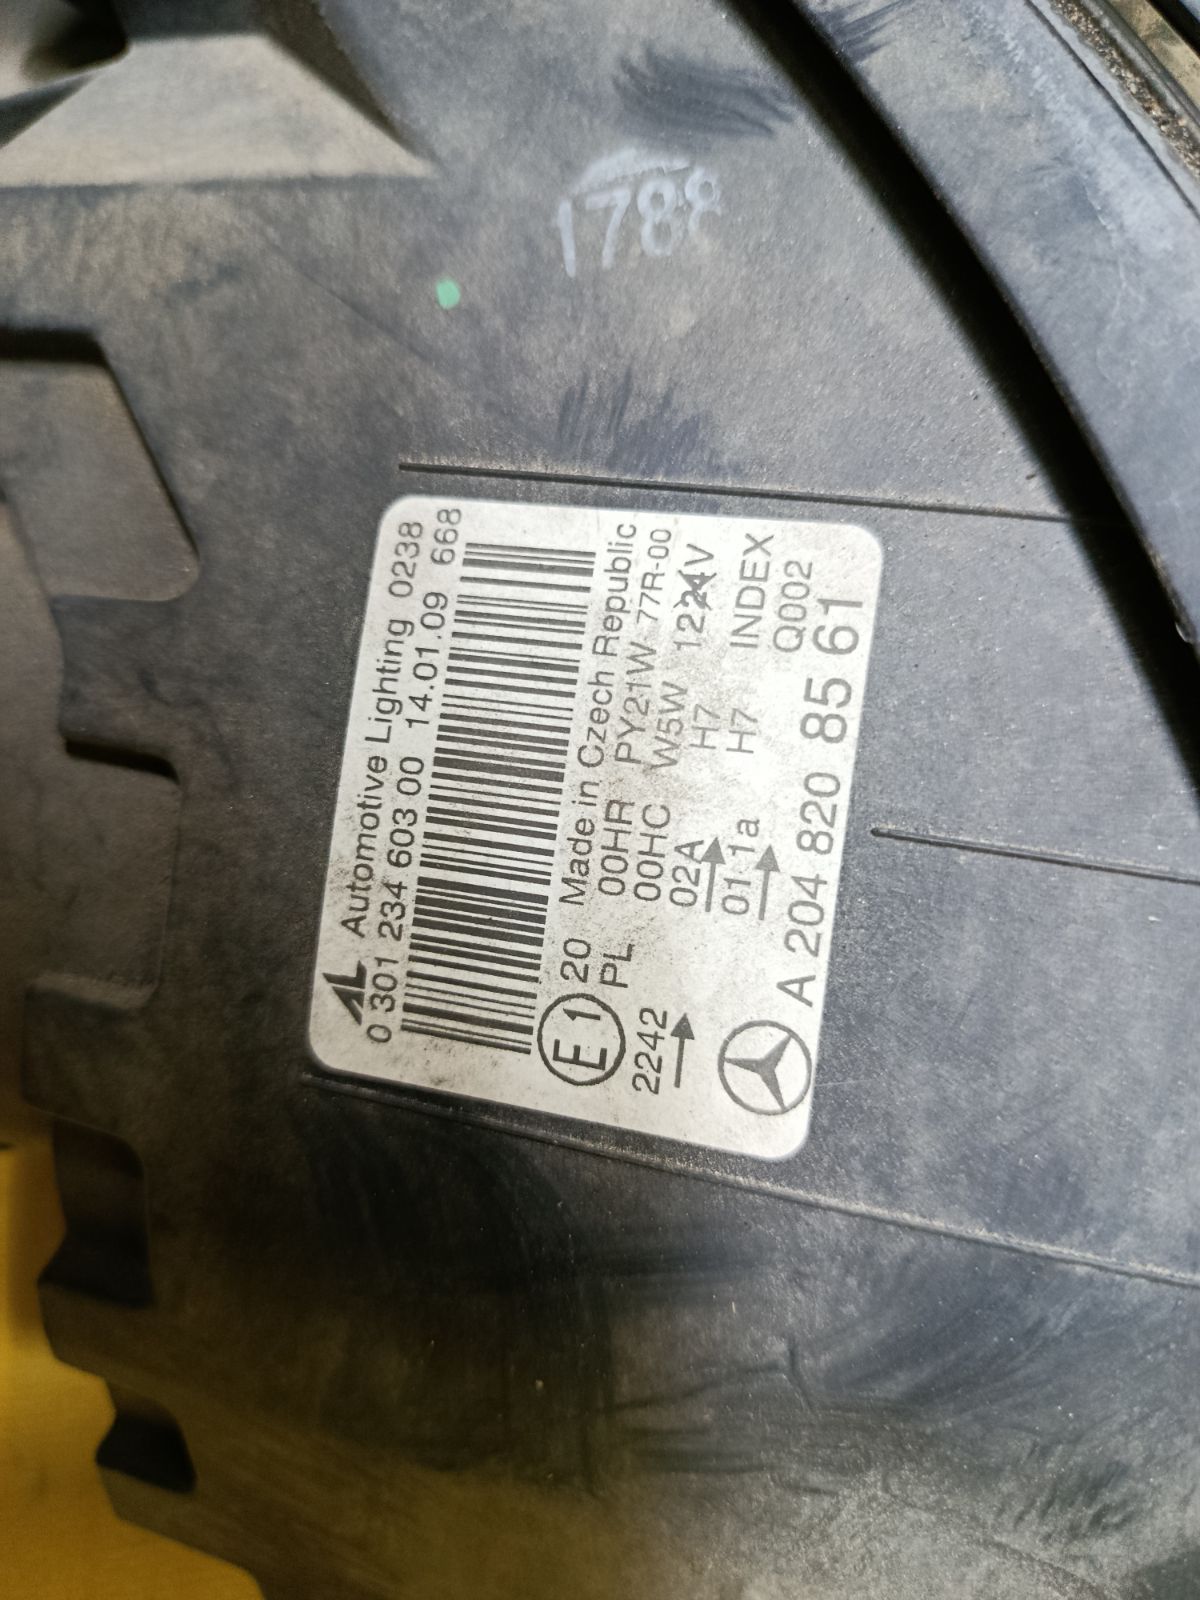 1788
AL Automotive Lighting 0238
0 301 234 603 00 14.01.09 668
E1 20 Made in Czech Republic
PL 00HR PY21W 77R-00
2242 00HC W5W 1224V
02A H7
01 1a H7 INDEX
Q002
A 204 820 85 61